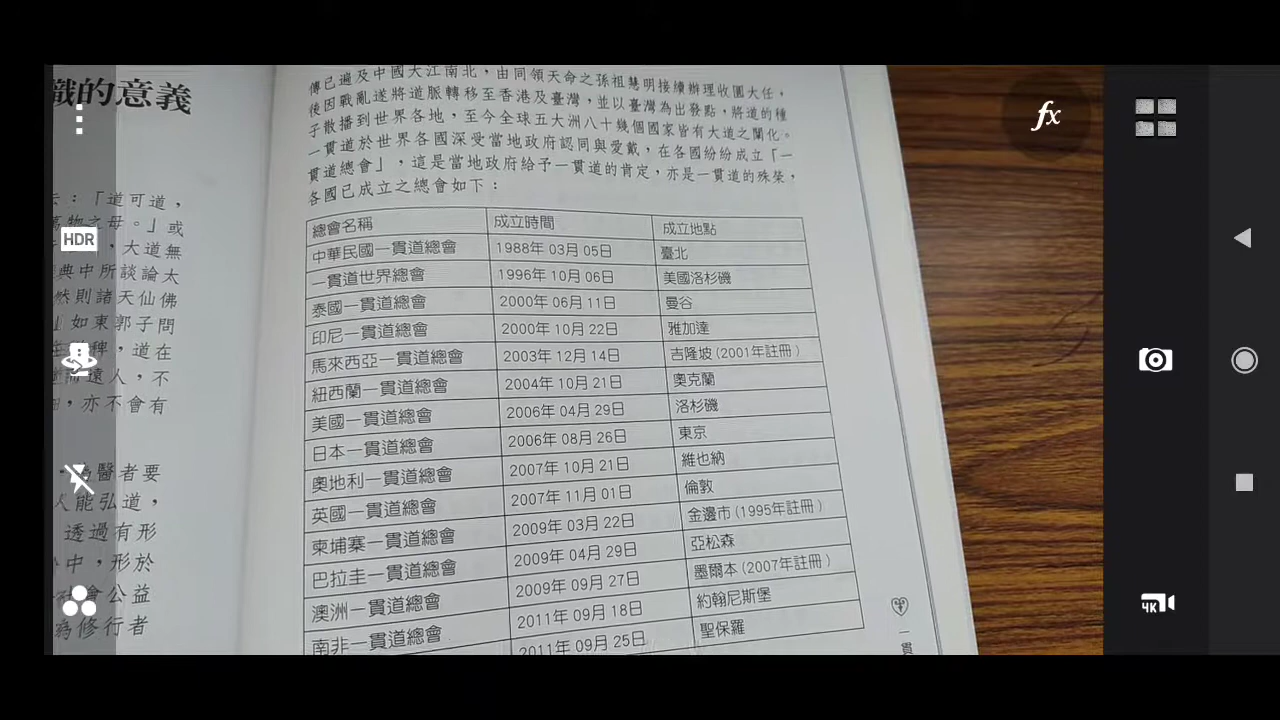 職的意義
云：「道可道，
萬物之母。」或
，大道無
典中所談論太
然則諸天仙佛
」如東郭子問
稗，道在
而遠人，不
，亦不會有
為醫者要
人能弘道，
透過有形
中，形於
會公益
為修行者
傳已遍及中國大江南北，由同領天命之孫祖慧明接續辦理收圓大任，
後因戰亂遂將道脈轉移至香港及臺灣，並以臺灣為出發點，將道的種
子散播到世界各地，至今全球五大洲八十幾個國家皆有大道之闡化。
一貫道於世界各國深受當地政府認同與愛戴，在各國紛紛成立「一
貫道總會」，這是當地政府給予一貫道的肯定，亦是一貫道的殊榮，
各國已成立之總會如下：
總會名稱 成立時間 成立地點
中華民國一貫道總會 1988年 03月 05日 臺北
一貫道世界總會 1996年 10月 06日 美國洛杉磯
泰國一貫道總會 2000年 06月 11日 曼谷
印尼一貫道總會 2000年 10月 22日 雅加達
馬來西亞一貫道總會 2003年 12月 14日 吉隆坡(2001年註冊)
紐西蘭一貫道總會 2004年 10月 21日 奧克蘭
美國一貫道總會 2006年 04月 29日 洛杉磯
日本一貫道總會 2006年 08月 26日 東京
奧地利一貫道總會 2007年 10月 21日 維也納
英國一貫道總會 2007年 11月 01日 倫敦
柬埔寨一貫道總會 2009年 03月 22日 金邊市(1995年註冊)
巴拉圭一貫道總會 2009年 04月 29日 亞松森
澳洲一貫道總會 2009年 09月 27日 墨爾本(2007年註冊)
南非一貫道總會 2011年 09月 18日 約翰尼斯堡
2011年 09月 25日 聖保羅
一貫
HDR
fx
4K